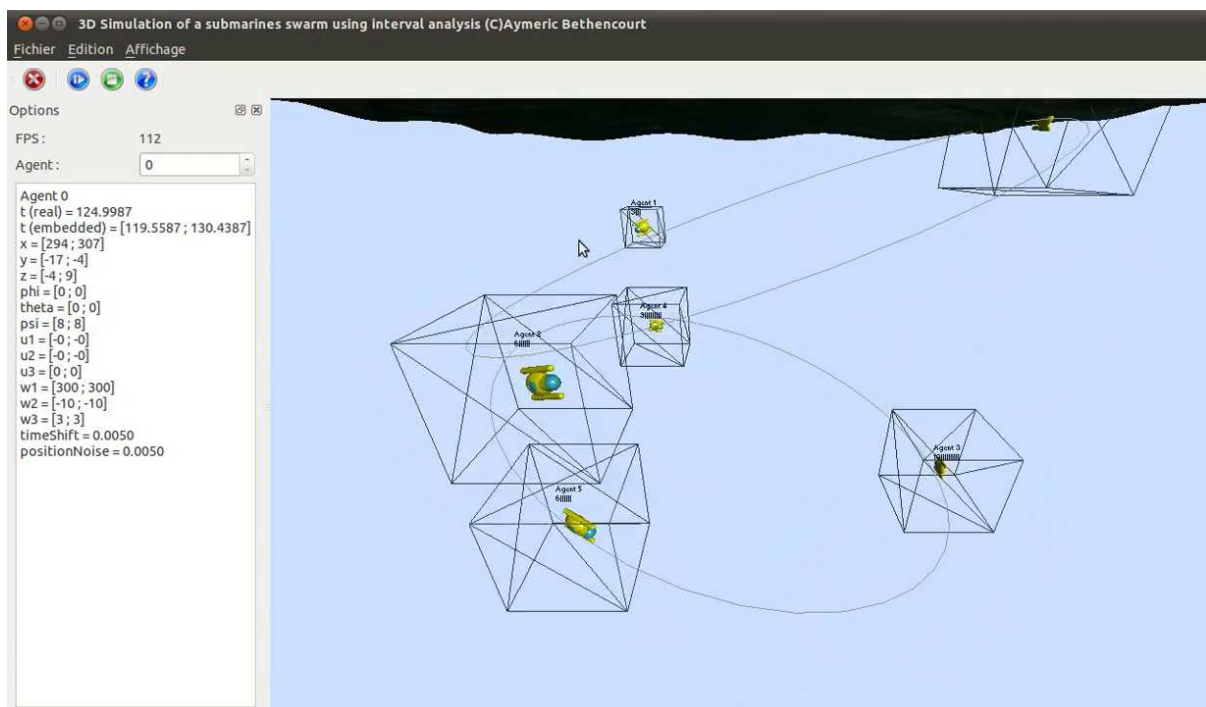 3D Simulation of a submarines swarm using interval analysis (C)Aymeric Bethencourt
Fichier Edition Affichage
Options
FPS : 112
Agent : 0
Agent 0
t (real) = 124.9987
t (embedded) = [119.5587 ; 130.4387]
x = [294 ; 307]
y = [-17 ; -4]
z = [-4 ; 9]
phi = [0 ; 0]
theta = [0 ; 0]
psi = [8 ; 8]
u1 = [-0 ; -0]
u2 = [-0 ; -0]
u3 = [0 ; 0]
w1 = [300 ; 300]
w2 = [-10 ; -10]
w3 = [3 ; 3]
timeShift = 0.0050
positionNoise = 0.0050
Agent 1
Agent 4
Agent 3
Agent 5